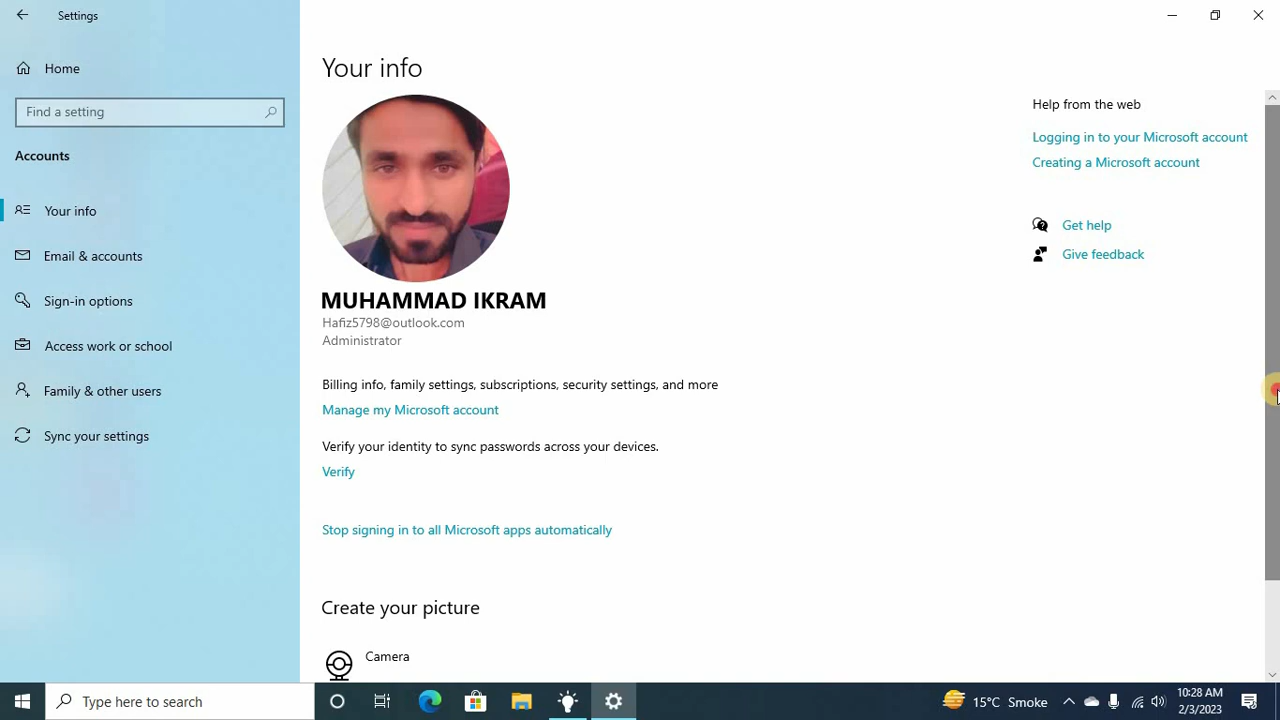 Settings
Home
Find a setting
Accounts
Your info
Email & accounts
Sign-in options
Access work or school
Family & other users
Sync your settings
Your info
MUHAMMAD IKRAM
Hafiz5798@outlook.com
Administrator
Billing info, family settings, subscriptions, security settings, and more
Manage my Microsoft account
Verify your identity to sync passwords across your devices.
Verify
Stop signing in to all Microsoft apps automatically
Create your picture
Camera
Help from the web
Logging in to your Microsoft account
Creating a Microsoft account
Get help
Give feedback
Type here to search
15°C Smoke
10:28 AM
2/3/2023